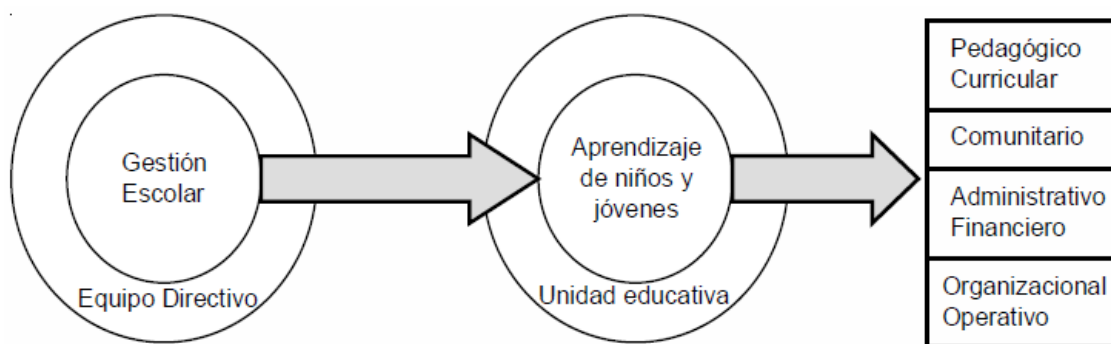 Gestión
Escolar
Equipo Directivo
Aprendizaje
de niños y
jóvenes
Unidad educativa
Pedagógico
Curricular
Comunitario
Administrativo
Financiero
Organizacional
Operativo